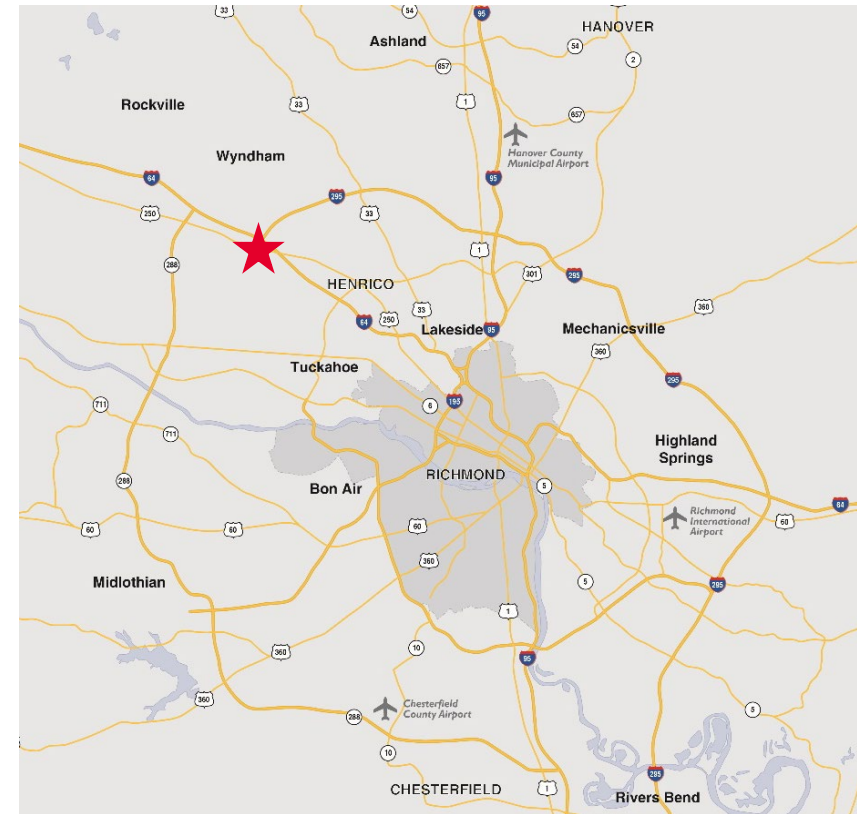 33
54
95
HANOVER
Ashland
54
657
2
1
Rockville
33
657
Hanover County
Municipal Airport
Wyndham
64
95
295
250
33
1
288
301
295
HENRICO
360
33
250
64
Lakeside
95
Mechanicsville
360
Tuckahoe
295
711
6
195
711
Highland
Springs
288
RICHMOND
Bon Air
5
64
Richmond
International
Airport
60
60
60
60
360
Midlothian
5
295
1
10
360
95
360
Chesterfield
County Airport
5
288
10
295
CHESTERFIELD
1
Rivers Bend